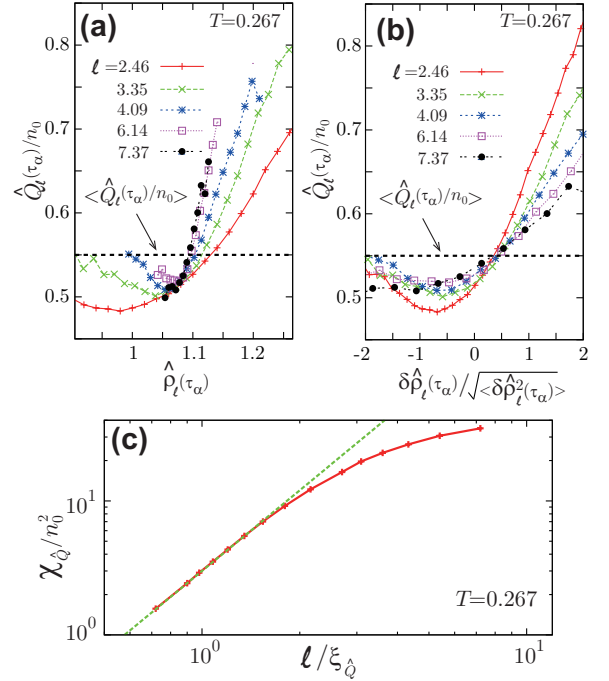 (a)
T=0.267
0.8
ℓ=2.46
3.35
4.09
6.14
7.37
0.7
Q̂ℓ(τα)/n0
<Q̂ℓ(τα)/n0>
0.6
0.5
1
1.1
1.2
ρ̂ℓ(τα)
(b)
T=0.267
0.8
ℓ=2.46
3.35
4.09
6.14
7.37
0.7
Q̂ℓ(τα)/n0
<Q̂ℓ(τα)/n0>
0.6
0.5
-2
-1
0
1
2
δρ̂ℓ(τα)/√<δρ̂ℓ²(τα)>
(c)
10¹
χQ̂/n0²
T=0.267
10⁰
10⁰
10¹
ℓ/ξQ̂